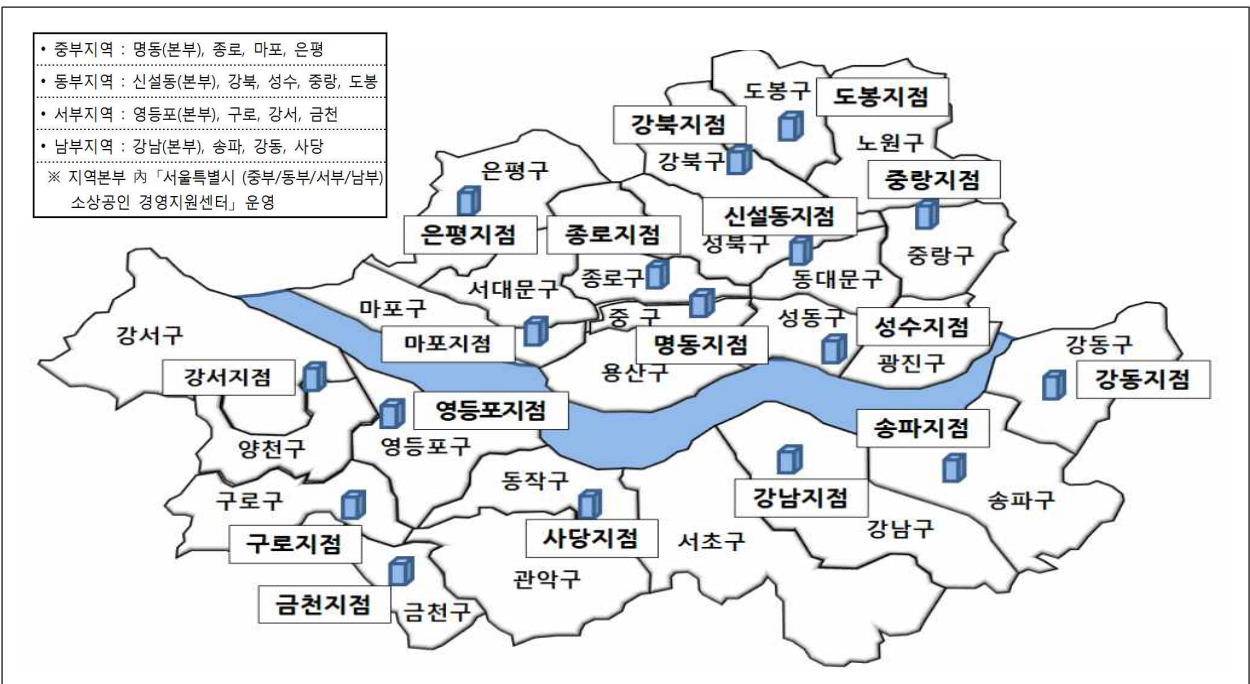 • 중부지역 : 명동(본부), 종로, 마포, 은평
• 동부지역 : 신설동(본부), 강북, 성수, 중랑, 도봉
• 서부지역 : 영등포(본부), 구로, 강서, 금천
• 남부지역 : 강남(본부), 송파, 강동, 사당
※ 지역본부 內「서울특별시 (중부/동부/서부/남부)
소상공인 경영지원센터」운영
도봉구
도봉지점
강북지점
노원구
강북구
은평구
중랑지점
신설동지점
은평지점
종로지점
성북구
중랑구
종로구
동대문구
서대문구
마포구
중 구
성동구
성수지점
강서구
마포지점
명동지점
강동구
용산구
광진구
강서지점
강동지점
영등포지점
송파지점
양천구
영등포구
동작구
구로구
강남지점
송파구
강남구
구로지점
사당지점
서초구
관악구
금천지점
금천구